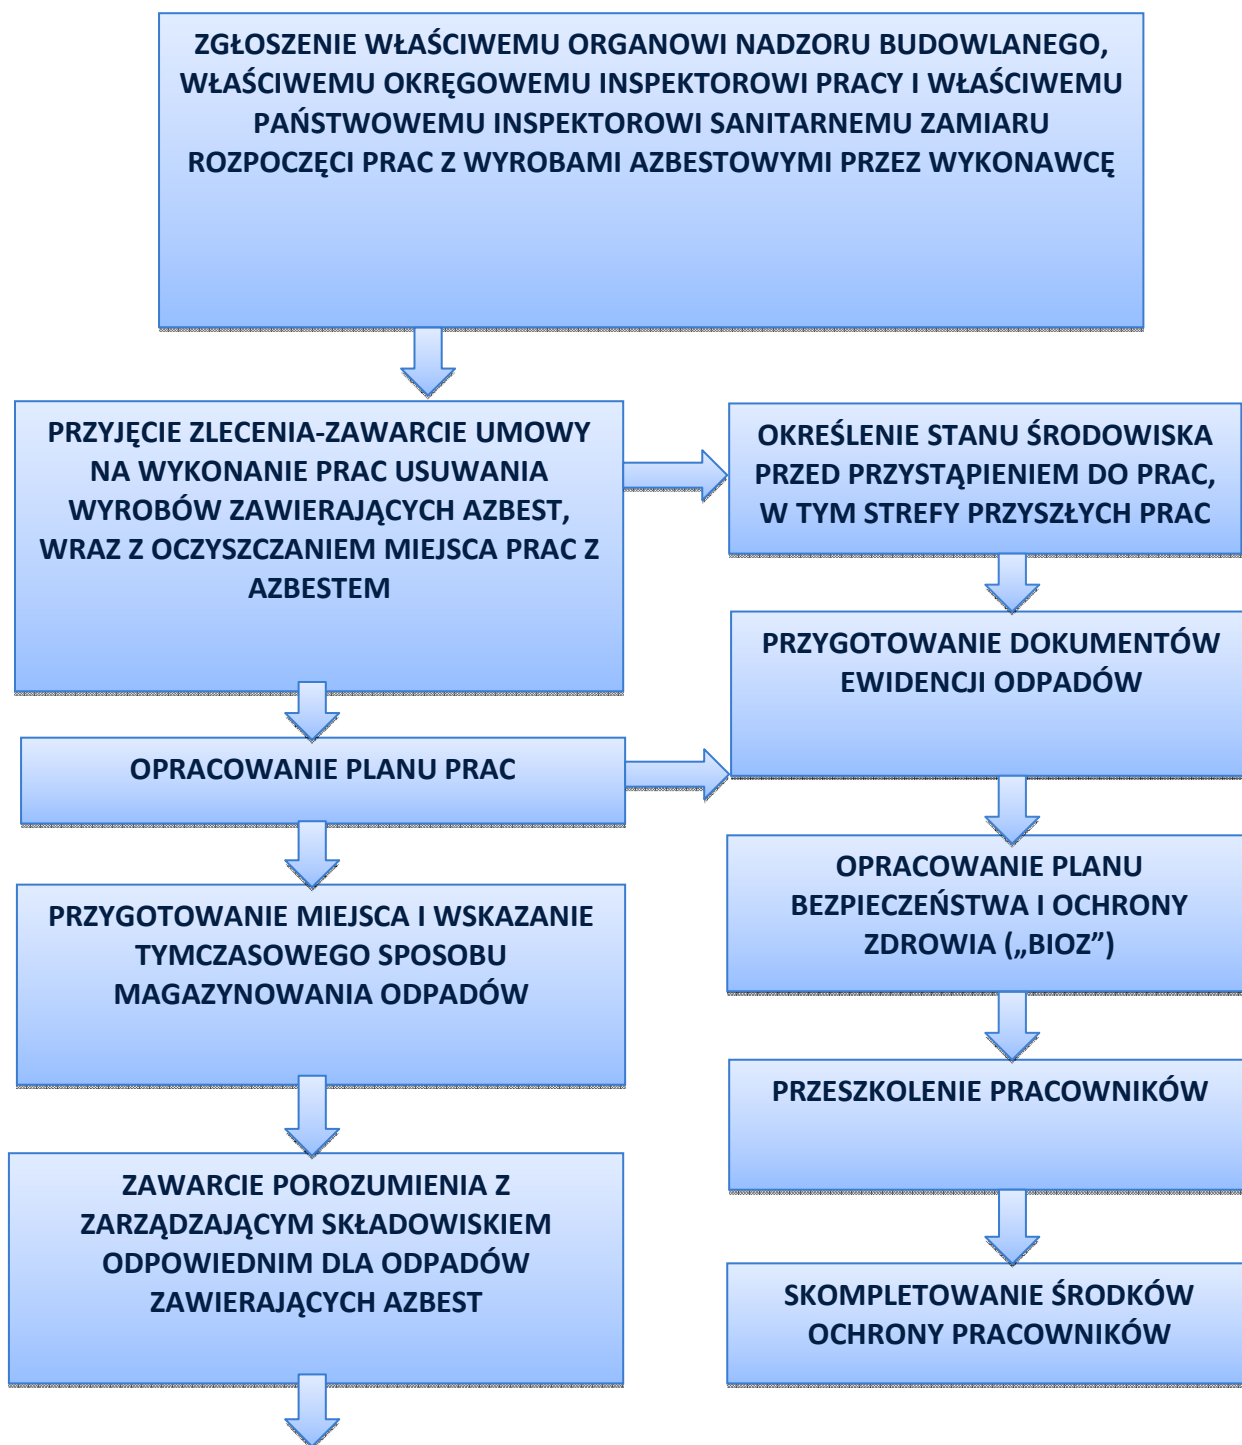 ZGŁOSZENIE WŁAŚCIWEMU ORGANOWI NADZORU BUDOWLANEGO,
WŁAŚCIWEMU OKRĘGOWEMU INSPEKTOROWI PRACY I WŁAŚCIWEMU
PAŃSTWOWEMU INSPEKTOROWI SANITARNEMU ZAMIARU
ROZPOCZĘCI PRAC Z WYROBAMI AZBESTOWYMI PRZEZ WYKONAWCĘ
PRZYJĘCIE ZLECENIA-ZAWARCIE UMOWY
NA WYKONANIE PRAC USUWANIA
WYROBÓW ZAWIERAJĄCYCH AZBEST,
WRAZ Z OCZYSZCZANIEM MIEJSCA PRAC Z
AZBESTEM
OKREŚLENIE STANU ŚRODOWISKA
PRZED PRZYSTĄPIENIEM DO PRAC,
W TYM STREFY PRZYSZŁYCH PRAC
PRZYGOTOWANIE DOKUMENTÓW
EWIDENCJI ODPADÓW
OPRACOWANIE PLANU PRAC
OPRACOWANIE PLANU
BEZPIECZEŃSTWA I OCHRONY
ZDROWIA („BIOZ”)
PRZYGOTOWANIE MIEJSCA I WSKAZANIE
TYMCZASOWEGO SPOSOBU
MAGAZYNOWANIA ODPADÓW
PRZESZKOLENIE PRACOWNIKÓW
ZAWARCIE POROZUMIENIA Z
ZARZĄDZAJĄCYM SKŁADOWISKIEM
ODPOWIEDNIM DLA ODPADÓW
ZAWIERAJĄCYCH AZBEST
SKOMPLETOWANIE ŚRODKÓW
OCHRONY PRACOWNIKÓW